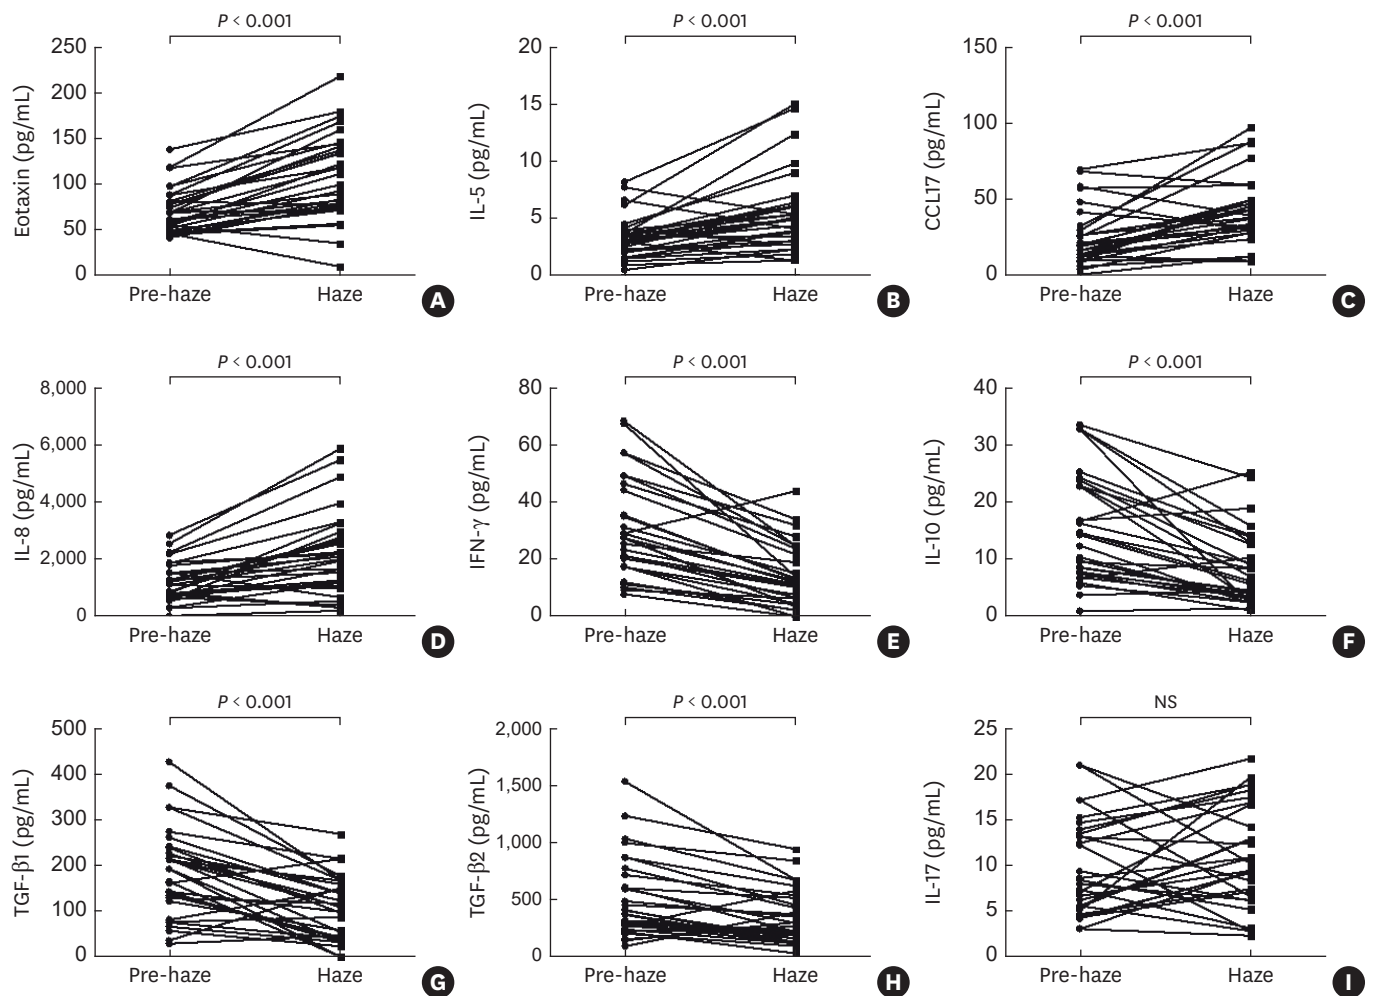 P < 0.001
Eotaxin (pg/mL)
250
200
150
100
50
0
Pre-haze Haze
A
P < 0.001
IL-5 (pg/mL)
20
15
10
5
0
Pre-haze Haze
B
P < 0.001
CCL17 (pg/mL)
150
100
50
0
Pre-haze Haze
C
P < 0.001
IL-8 (pg/mL)
8,000
6,000
4,000
2,000
0
Pre-haze Haze
D
P < 0.001
IFN-γ (pg/mL)
80
60
40
20
0
Pre-haze Haze
E
P < 0.001
IL-10 (pg/mL)
40
30
20
10
0
Pre-haze Haze
F
P < 0.001
TGF-β1 (pg/mL)
500
400
300
200
100
0
Pre-haze Haze
G
P < 0.001
TGF-β2 (pg/mL)
2,000
1,500
1,000
500
0
Pre-haze Haze
H
NS
IL-17 (pg/mL)
25
20
15
10
5
0
Pre-haze Haze
I